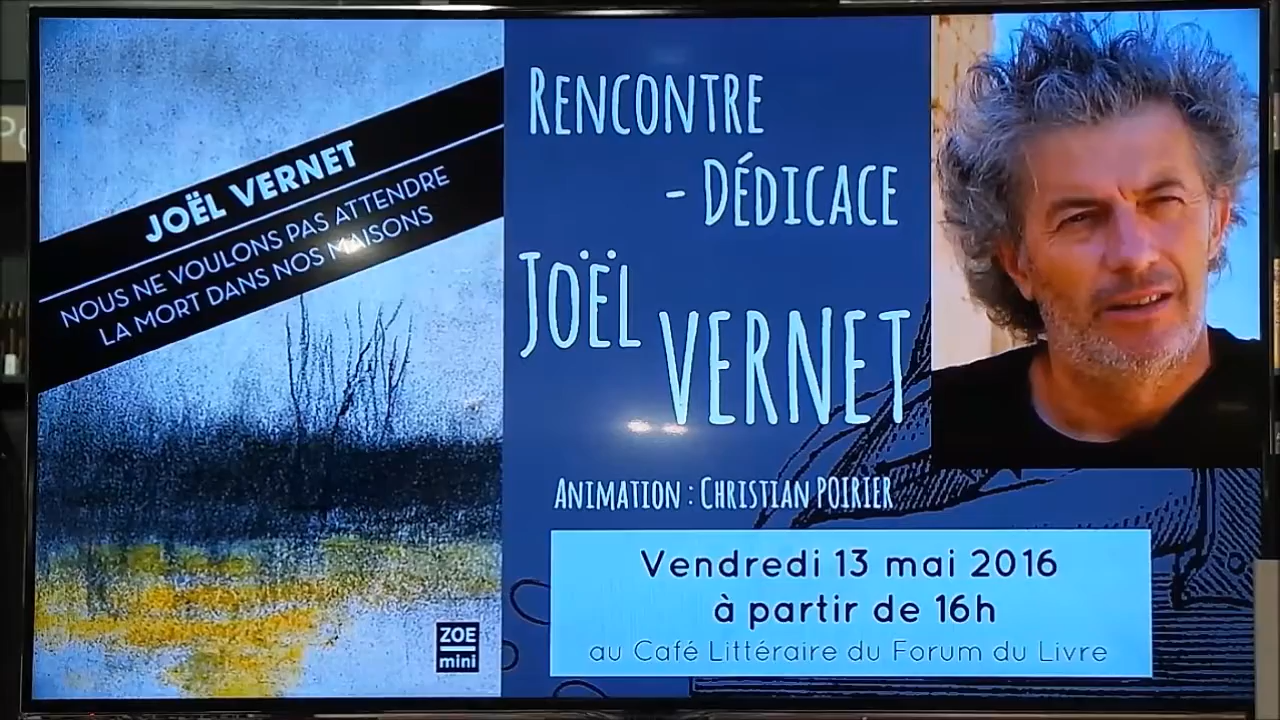 JOËL VERNET
NOUS NE VOULONS PAS ATTENDRE
LA MORT DANS NOS MAISONS
ZOE
mini
RENCONTRE
- DÉDICACE
JOËL
VERNET
ANIMATION : CHRISTIAN POIRIER
Vendredi 13 mai 2016
à partir de 16h
au Café Littéraire du Forum du Livre